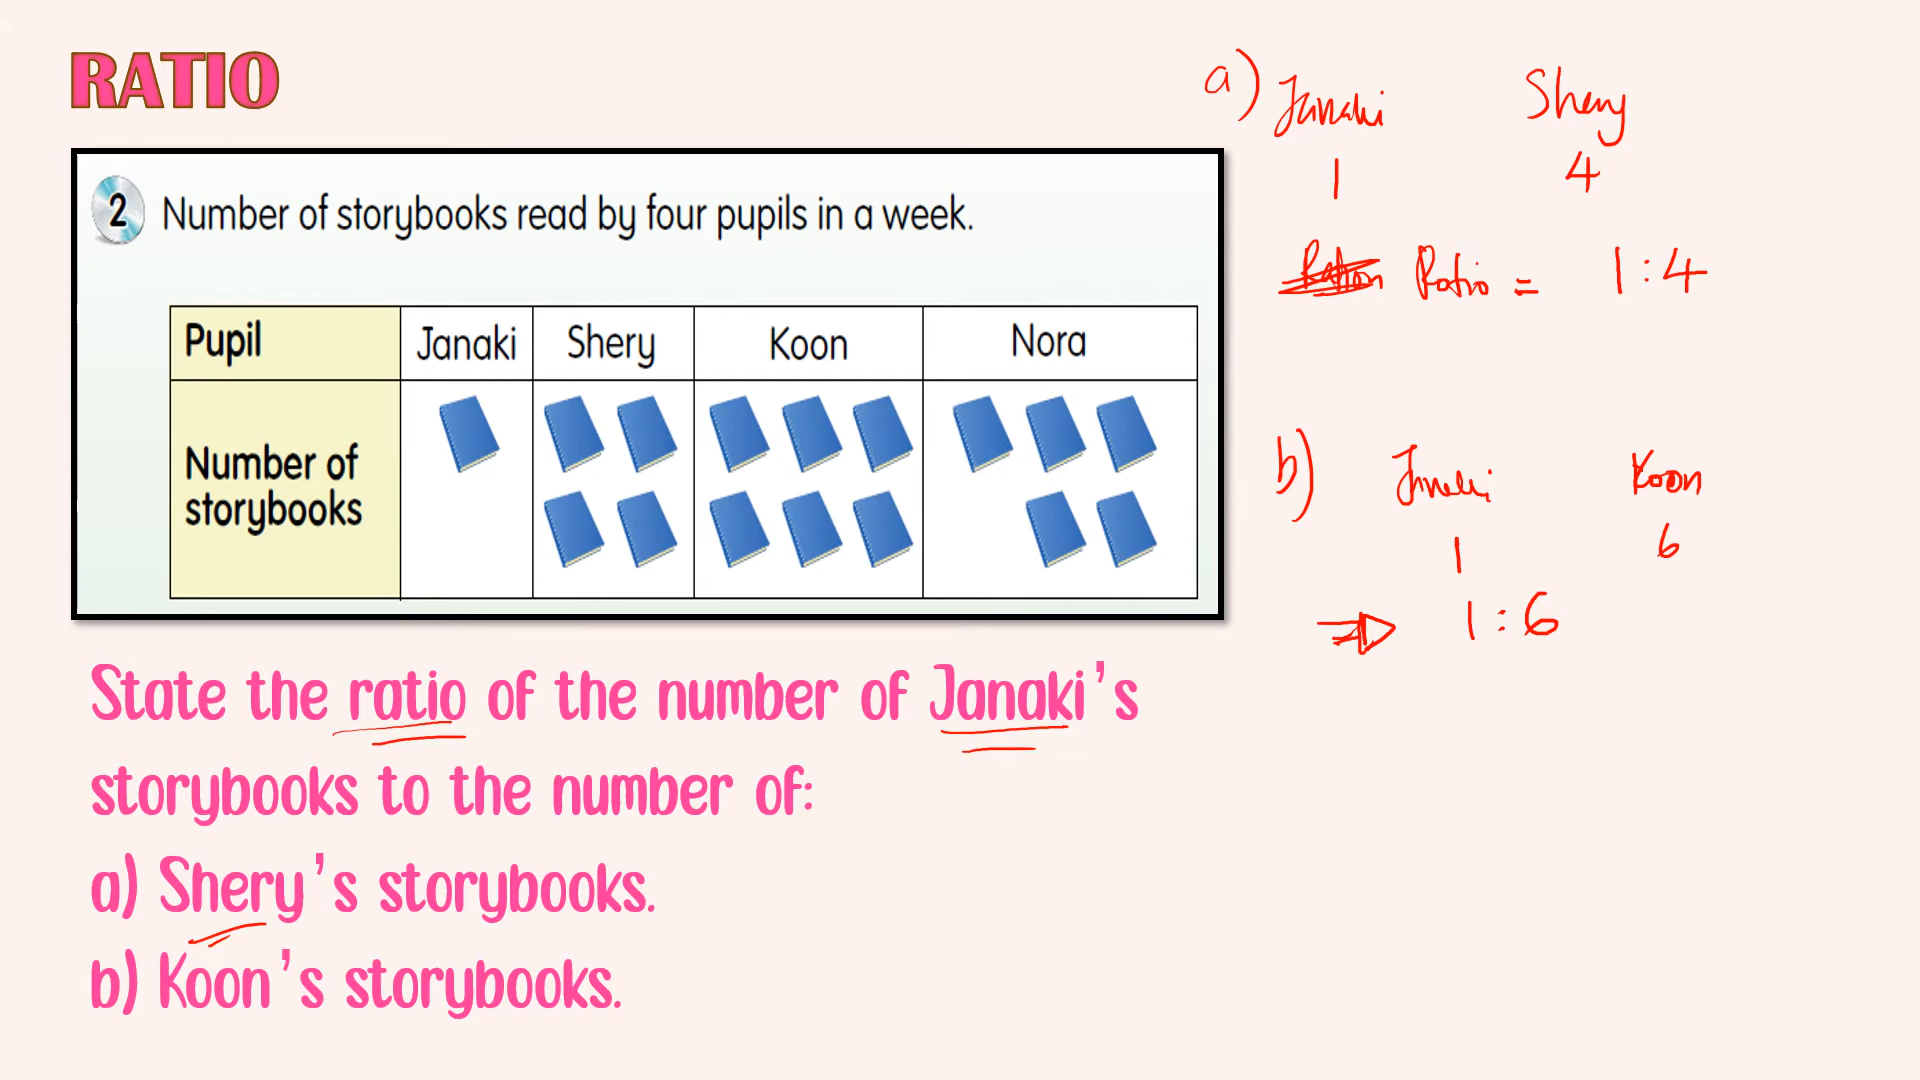 RATIO
2 Number of storybooks read by four pupils in a week.
Pupil Janaki Shery Koon Nora
Number of
storybooks
State the ratio of the number of Janaki's
storybooks to the number of:
a) Shery's storybooks.
b) Koon's storybooks.
a) Janaki Shery
1 4
Ratio = 1:4
b) Janaki Koon
1 6
⇒ 1:6